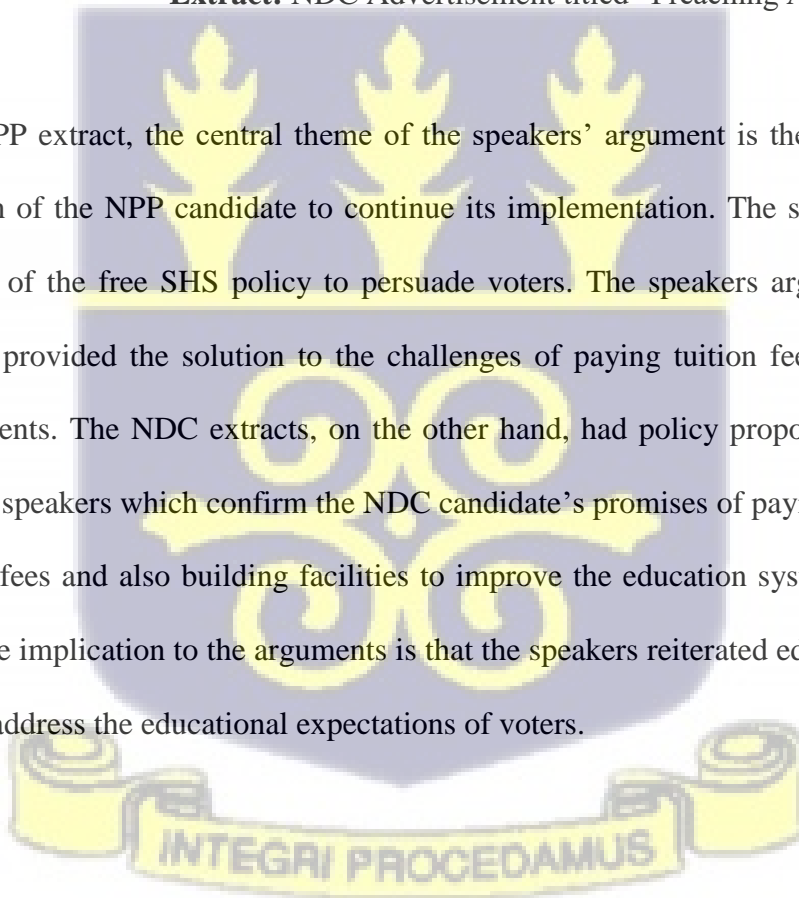 Extract: NDC Advertisement titled "Preaching
PP extract, the central theme of the speakers' argument is the
n of the NPP candidate to continue its implementation. The s
of the free SHS policy to persuade voters. The speakers arg
provided the solution to the challenges of paying tuition fee
ents. The NDC extracts, on the other hand, had policy propo
speakers which confirm the NDC candidate's promises of payi
fees and also building facilities to improve the education sys
e implication to the arguments is that the speakers reiterated ed
address the educational expectations of voters.
INTEGRI PROCEDAMUS